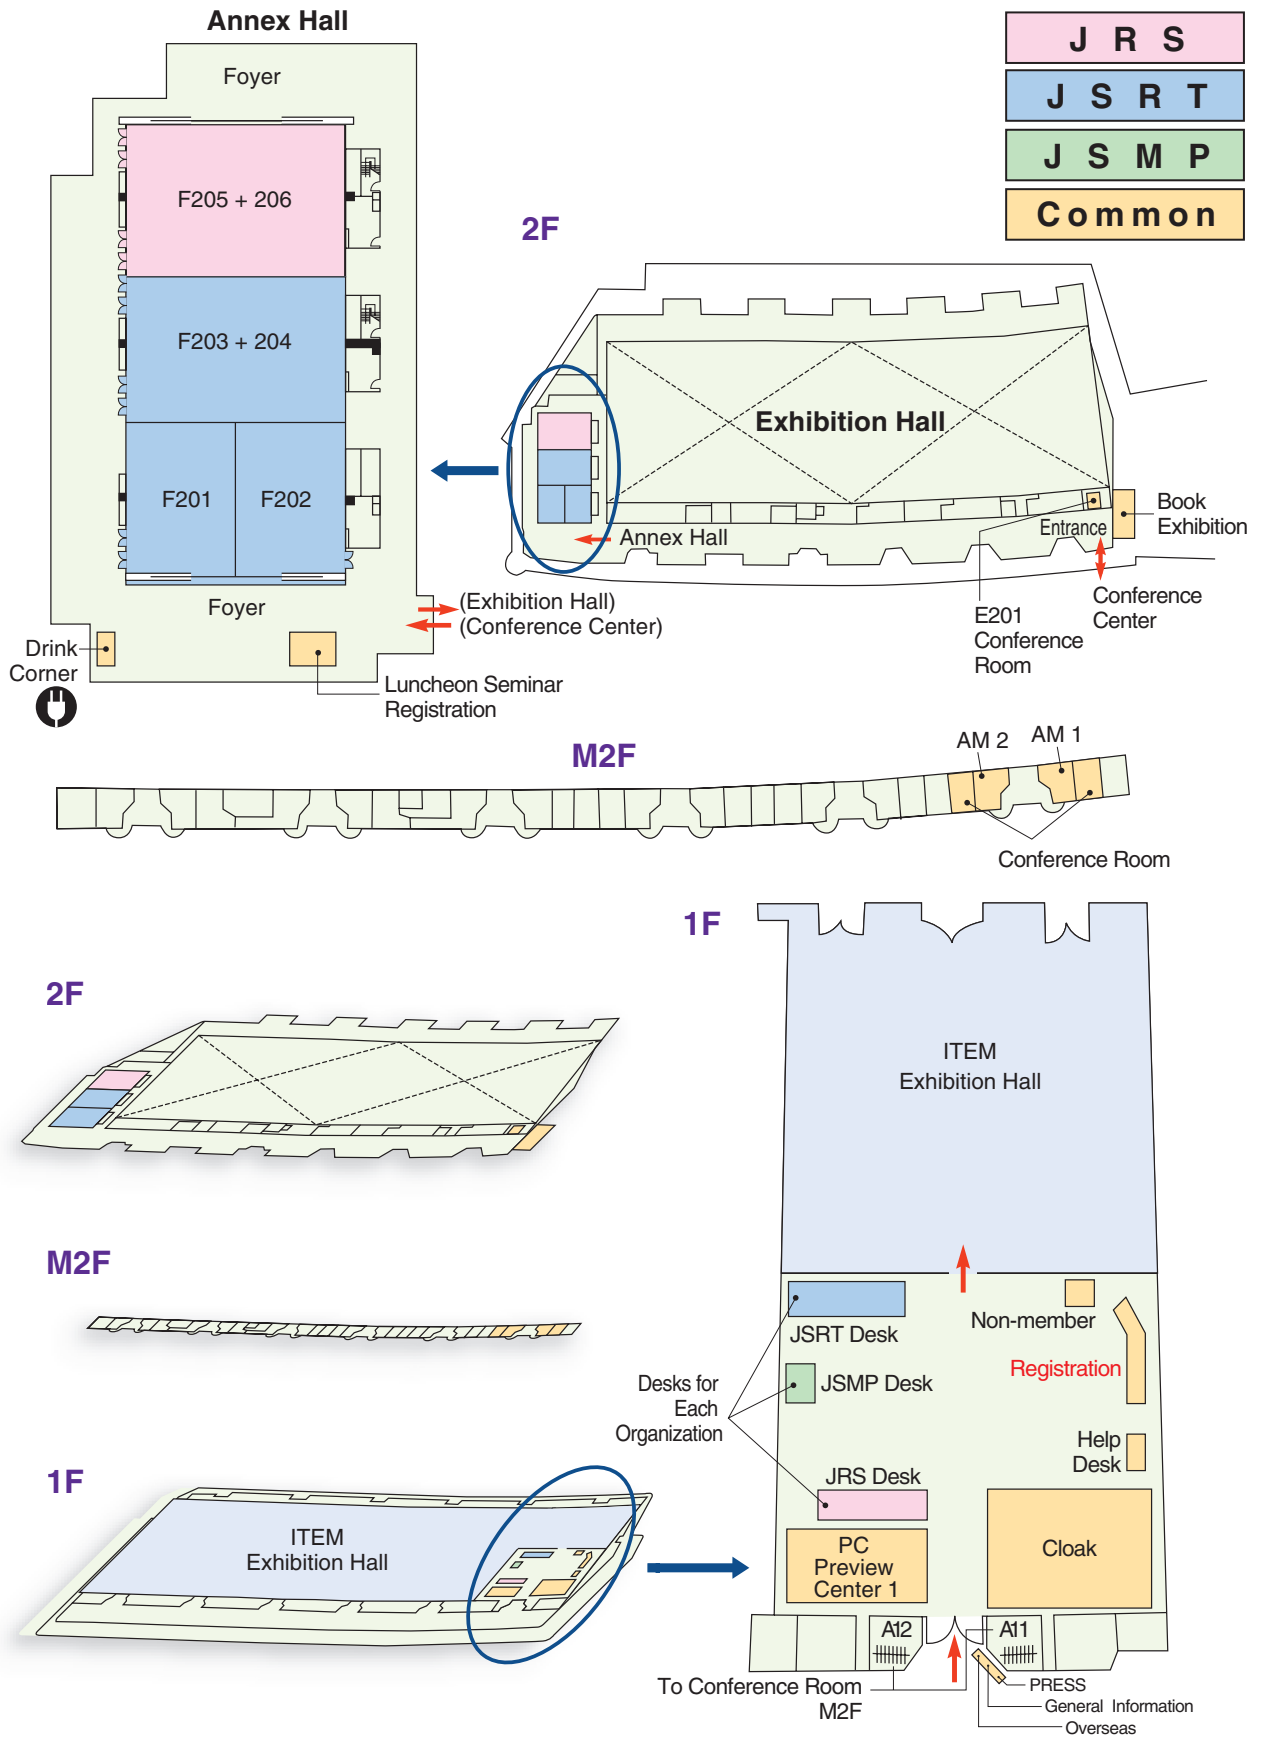 Annex Hall
Foyer
F205 + 206
F203 + 204
F201
F202
Foyer
Drink
Corner
(Exhibition Hall)
(Conference Center)
Luncheon Seminar
Registration
J R S
J S R T
J S M P
Common
2F
Exhibition Hall
Annex Hall
Entrance
Book
Exhibition
E201
Conference
Room
Conference
Center
M2F
AM 2
AM 1
Conference Room
1F
ITEM
Exhibition Hall
JSRT Desk
Non-member
Registration
JSMP Desk
Desks for
Each
Organization
Help
Desk
JRS Desk
PC
Preview
Center 1
Cloak
A12
A11
To Conference Room
M2F
PRESS
General Information
Overseas
2F
M2F
1F
ITEM
Exhibition Hall